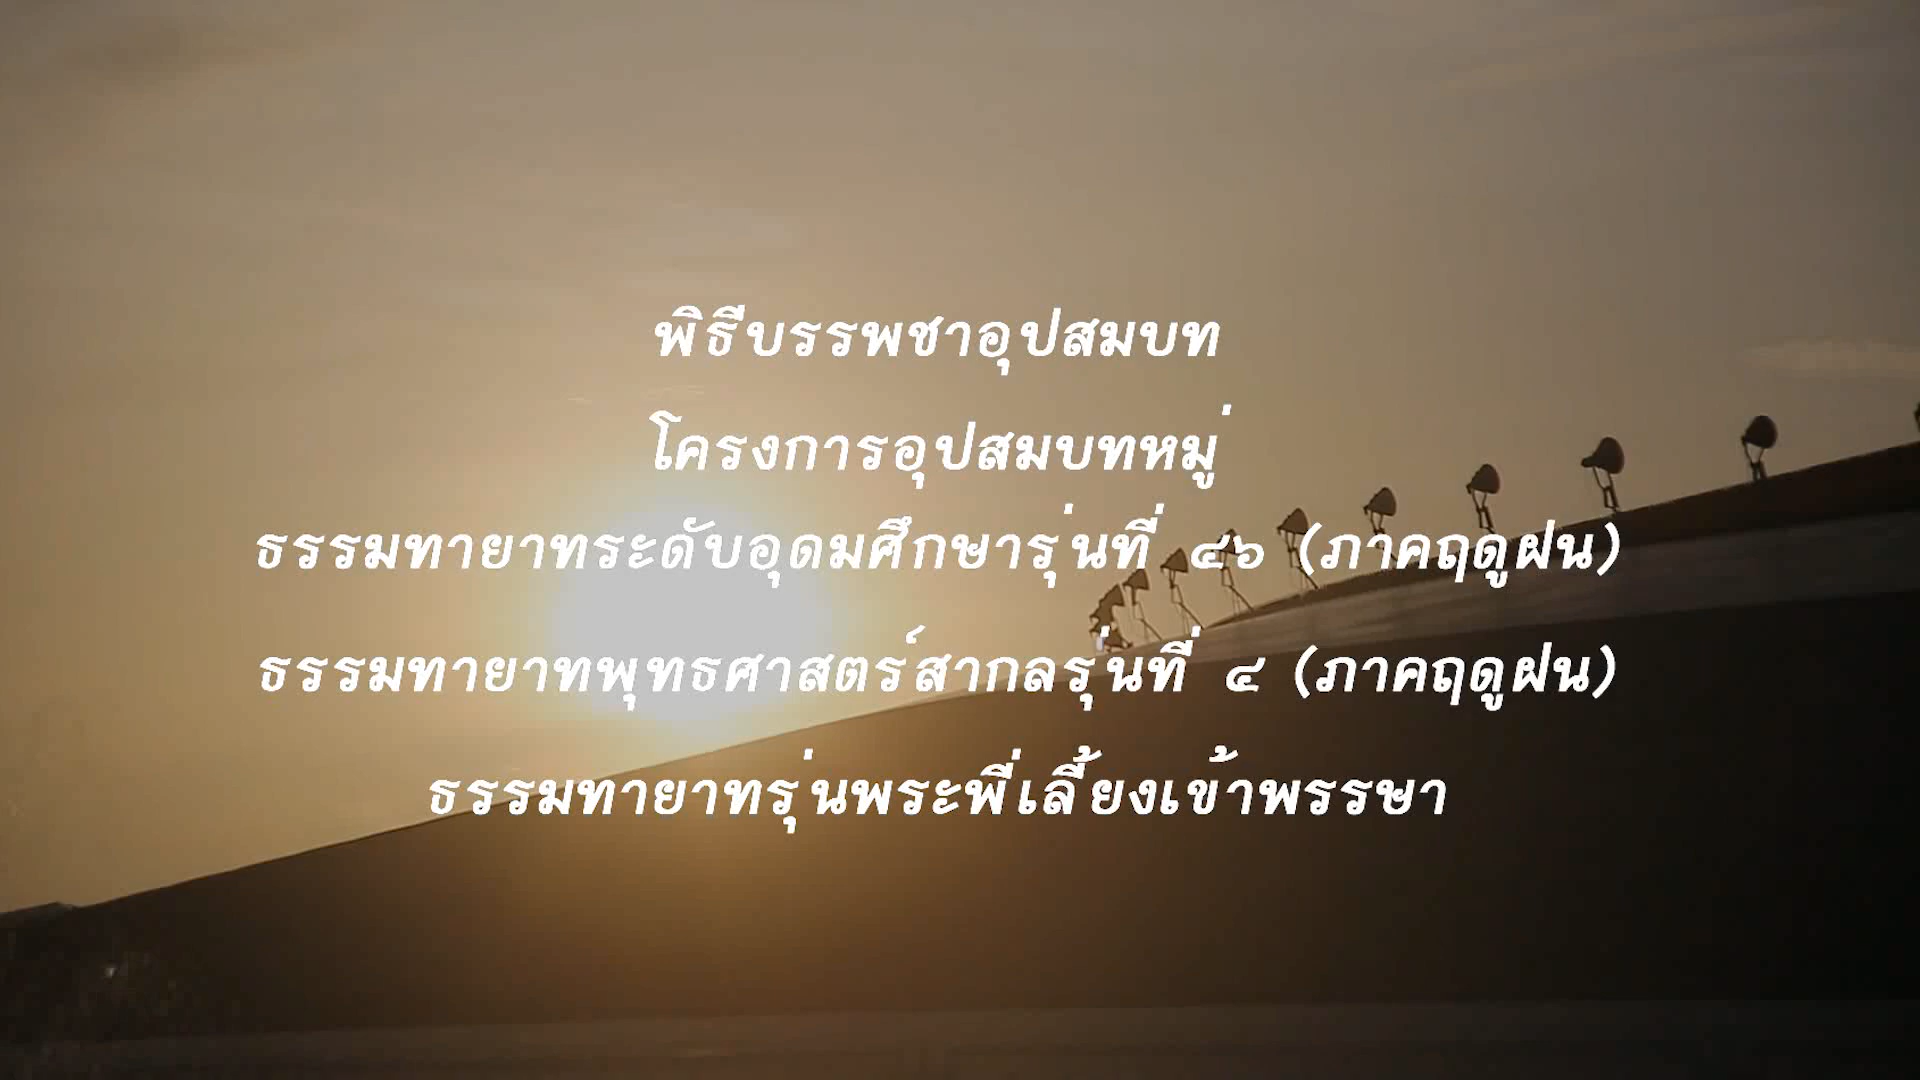 พิธีบรรพชาอุปสมบท
โครงการอุปสมบทหมู่
ธรรมทายาทระดับอุดมศึกษารุ่นที่ ๔๖ (ภาคฤดูฝน)
ธรรมทายาทพุทธศาสตร์สากลรุ่นที่ ๔ (ภาคฤดูฝน)
ธรรมทายาทรุ่นพระพี่เลี้ยงเข้าพรรษา